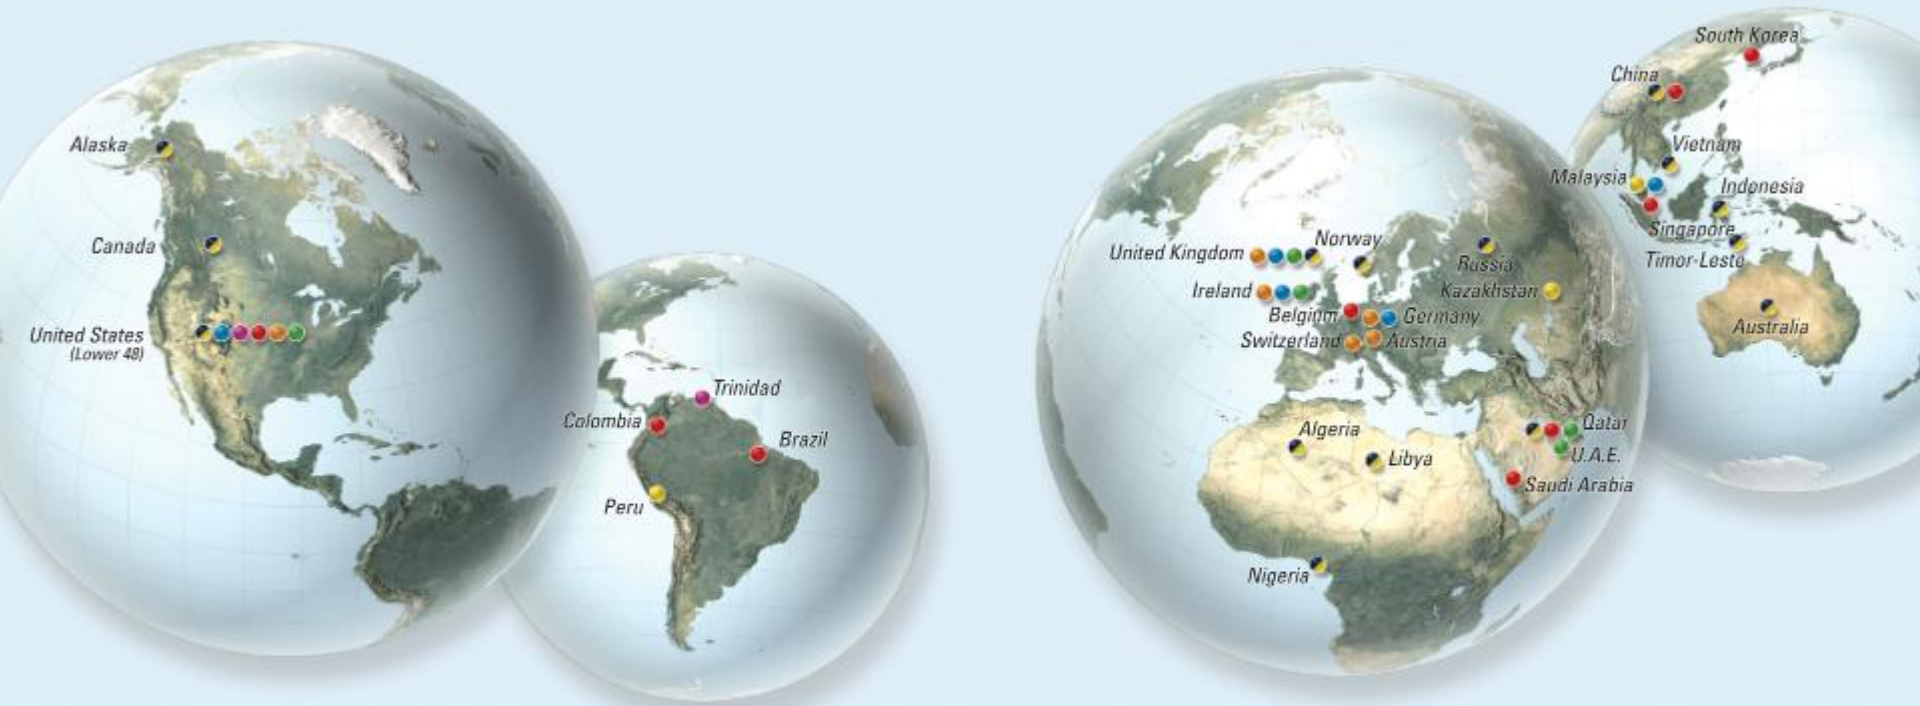 Alaska
Canada
United States
(Lower 48)
Trinidad
Colombia
Brazil
Peru
Norway
United Kingdom
Russia
Ireland
Kazakhstan
Belgium
Germany
Switzerland
Austria
Algeria
Libya
Qatar
U.A.E.
Saudi Arabia
Nigeria
South Korea
China
Vietnam
Malaysia
Indonesia
Singapore
Timor-Leste
Australia